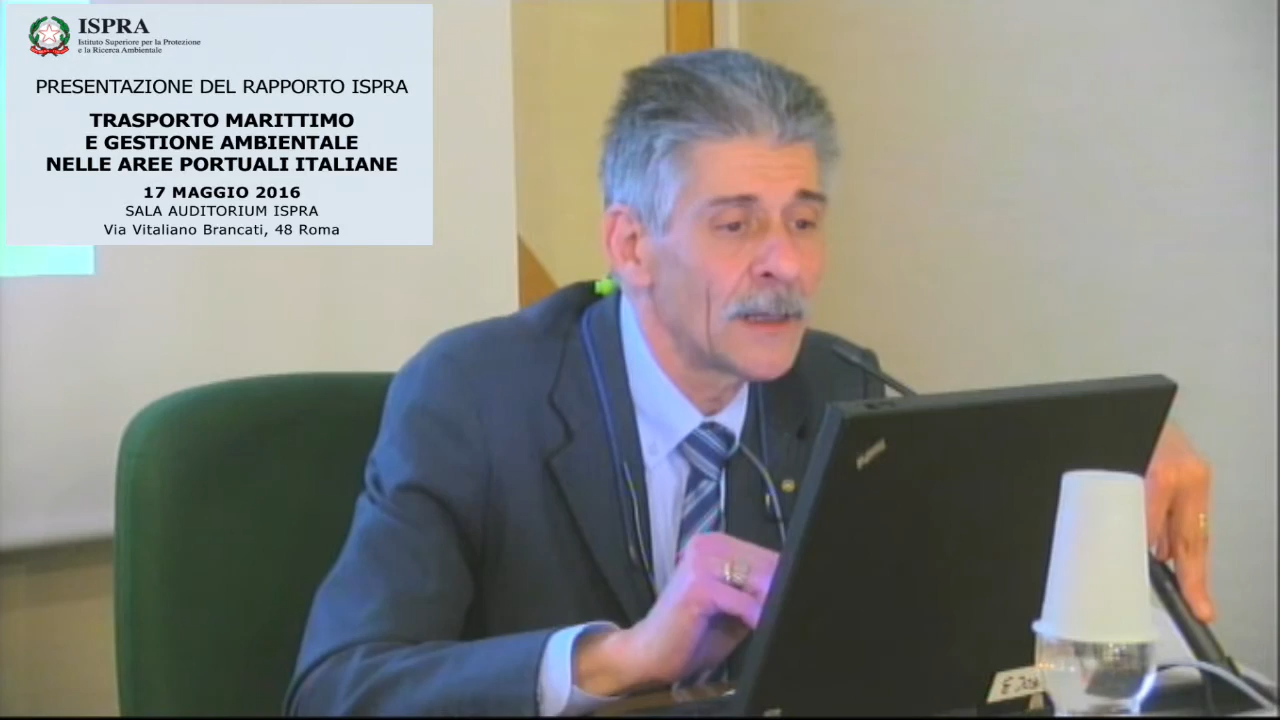 ISPRA
Istituto Superiore per la Protezione
e la Ricerca Ambientale
PRESENTAZIONE DEL RAPPORTO ISPRA
TRASPORTO MARITTIMO
E GESTIONE AMBIENTALE
NELLE AREE PORTUALI ITALIANE
17 MAGGIO 2016
SALA AUDITORIUM ISPRA
Via Vitaliano Brancati, 48 Roma